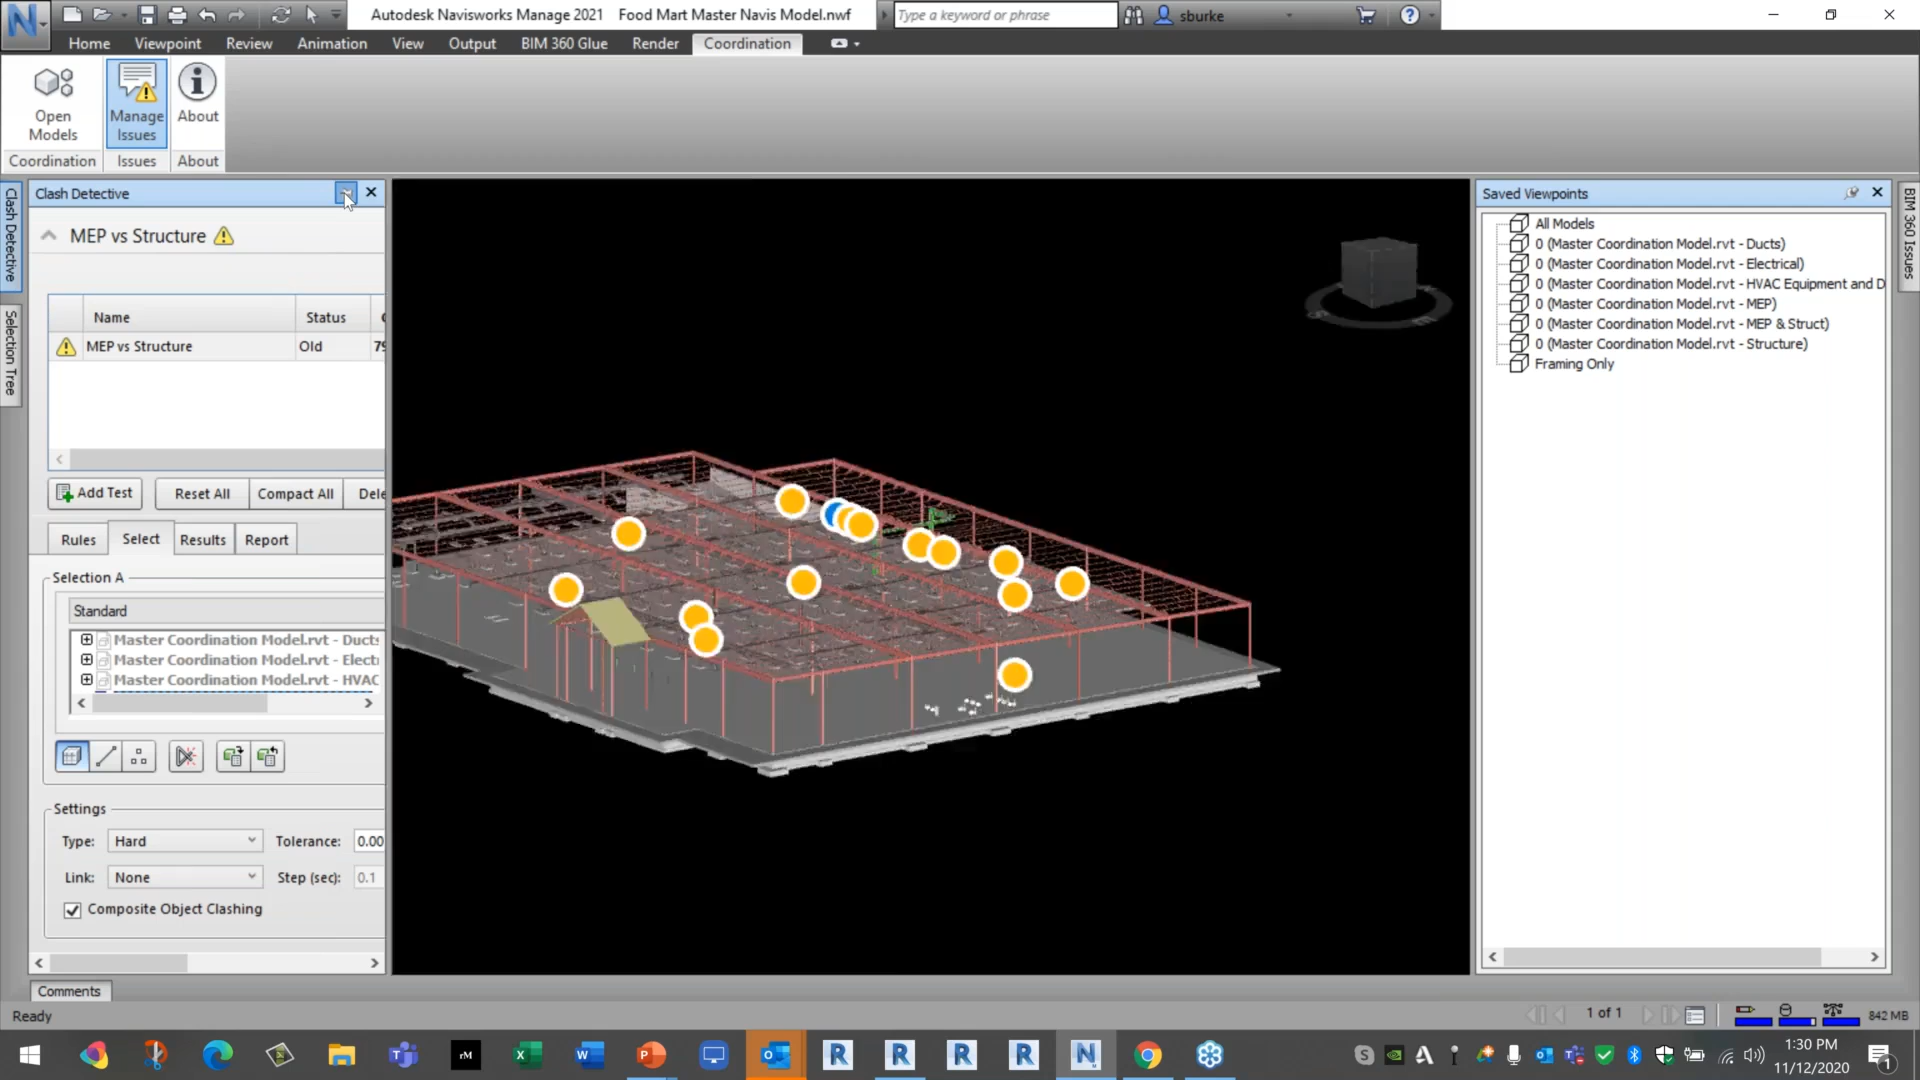 Autodesk Navisworks Manage 2021 Food Mart Master Navis Model.nwf
Type a keyword or phrase
sburke
Home Viewpoint Review Animation View Output BIM 360 Glue Render Coordination
Open Models
Manage Issues
About
Coordination Issues About
Clash Detective
Selection Tree
Clash Detective
MEP vs Structure
Name Status
MEP vs Structure Old 79
Add Test Reset All Compact All Dele
Rules Select Results Report
Selection A
Standard
Master Coordination Model.rvt - Ducts
Master Coordination Model.rvt - Electr
Master Coordination Model.rvt - HVAC
Settings
Type: Hard Tolerance: 0.00
Link: None Step (sec): 0.1
Composite Object Clashing
Comments
Ready
S E
Saved Viewpoints
All Models
0 (Master Coordination Model.rvt - Ducts)
0 (Master Coordination Model.rvt - Electrical)
0 (Master Coordination Model.rvt - HVAC Equipment and D
0 (Master Coordination Model.rvt - MEP)
0 (Master Coordination Model.rvt - MEP & Struct)
0 (Master Coordination Model.rvt - Structure)
Framing Only
BIM 360 Issues
1 of 1
842 MB
1:30 PM
11/12/2020
1